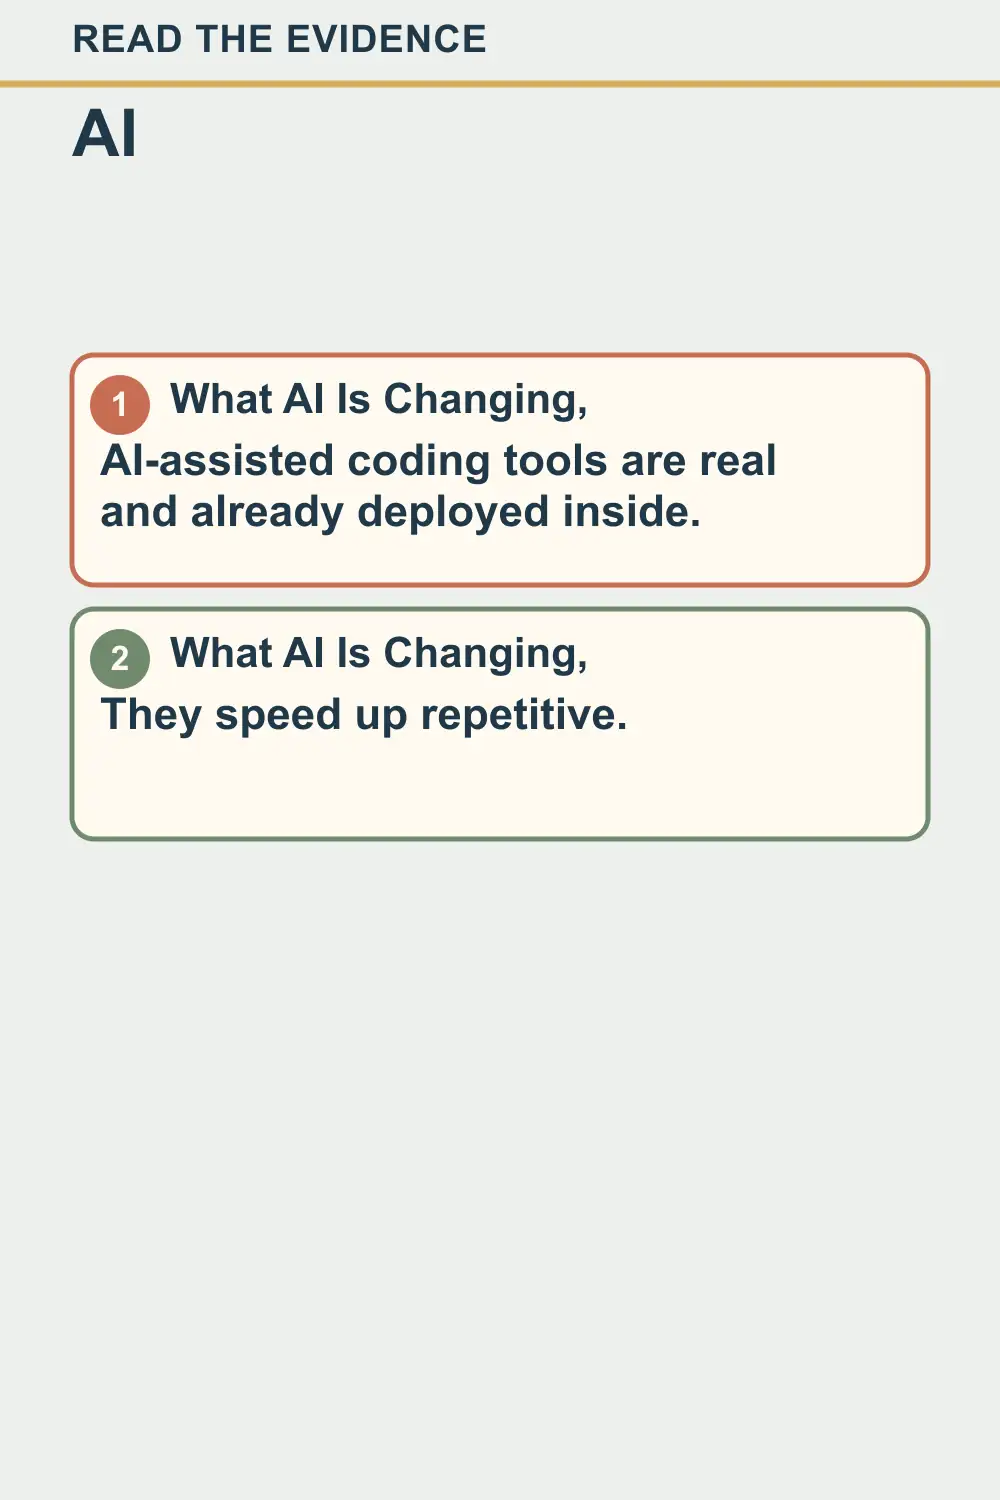 READ THE EVIDENCE
AI
1 What AI Is Changing,
AI-assisted coding tools are real
and already deployed inside.
2 What AI Is Changing,
They speed up repetitive.